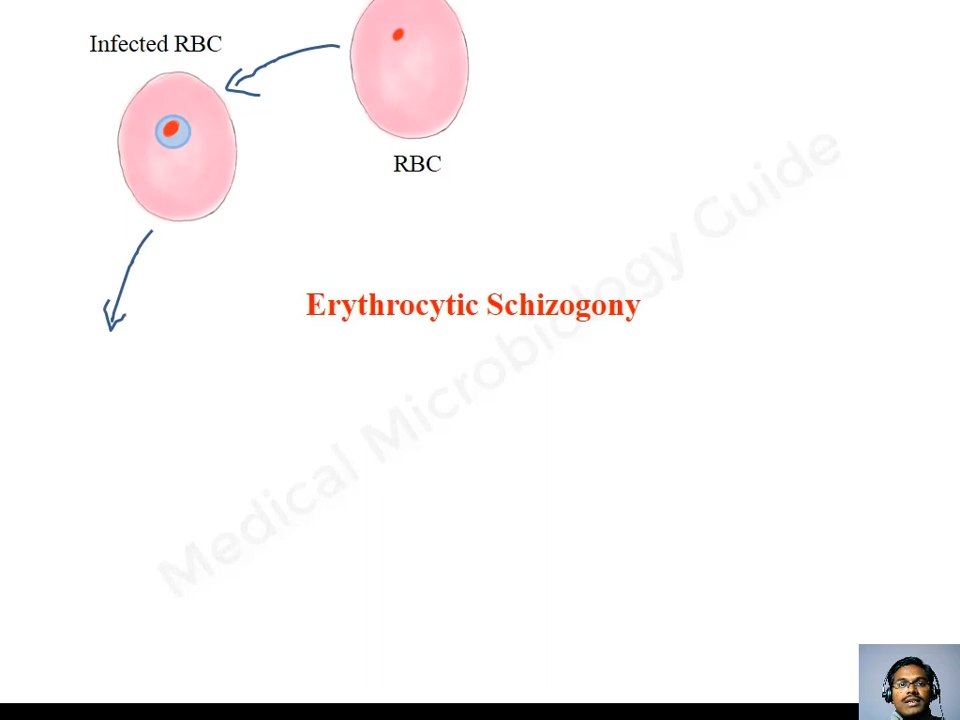 Infected RBC
RBC
Erythrocytic Schizogony
Medical Microbiology Guide